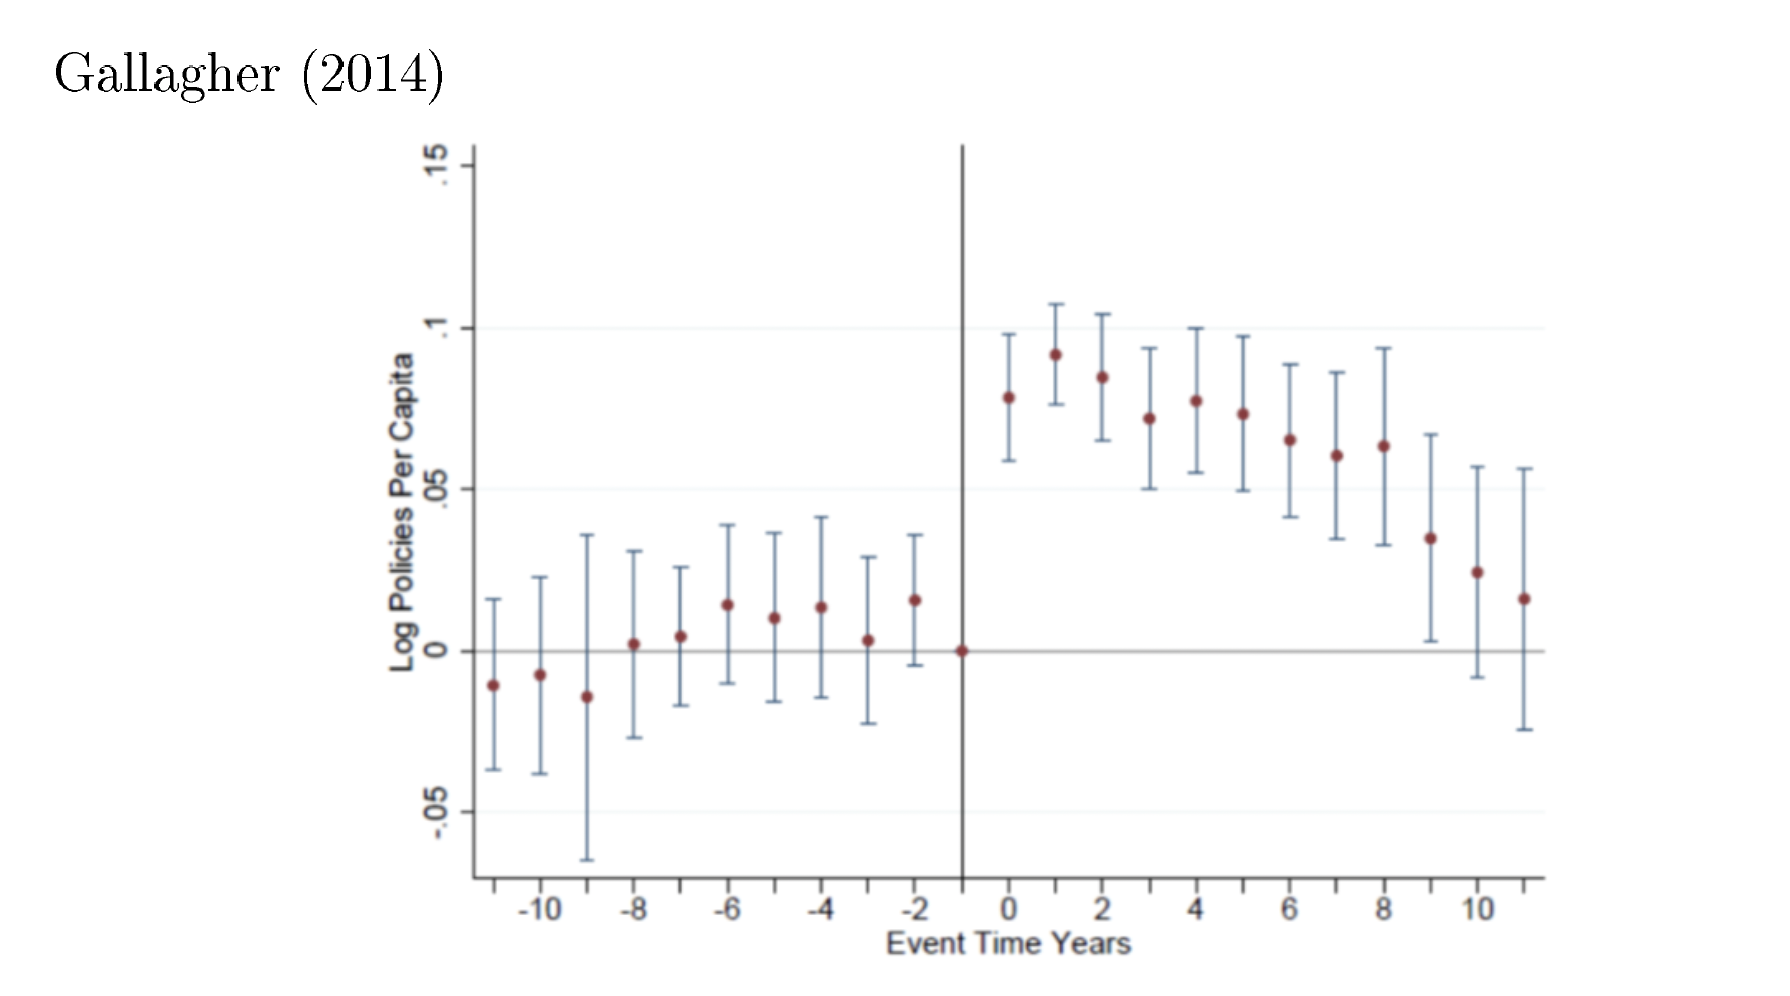 Gallagher (2014)
.15
.1
.05
0
-.05
Log Policies Per Capita
-10 -8 -6 -4 -2 0 2 4 6 8 10
Event Time Years